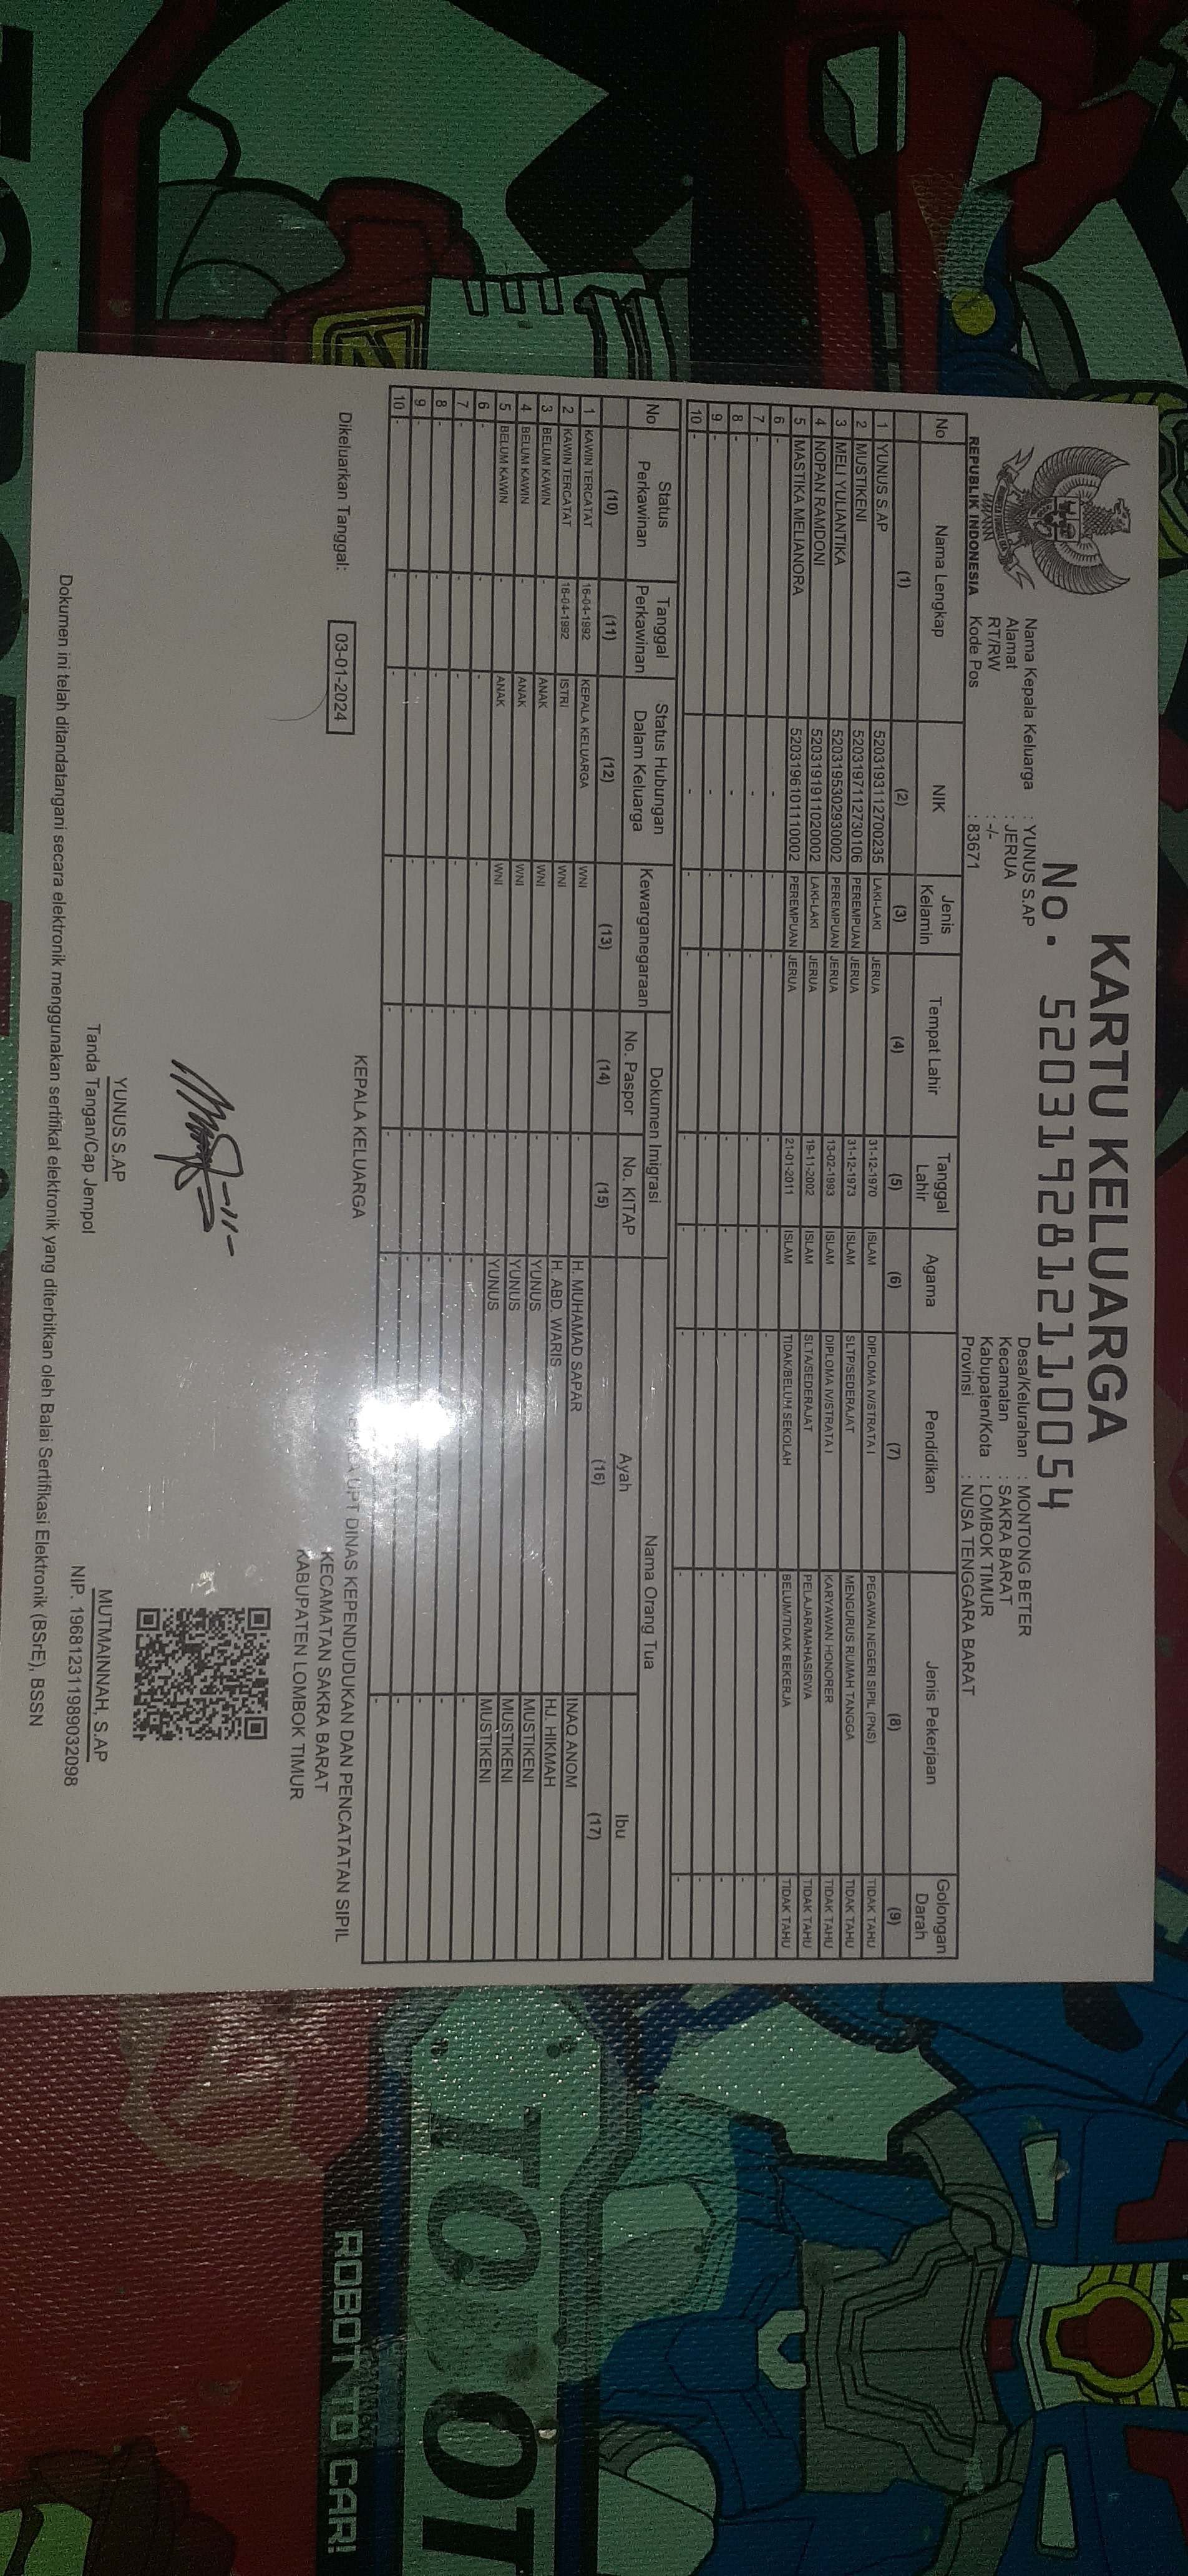 KARTU KELUARGA
No. 5203192812110054
REPUBLIK INDONESIA
Nama Kepala Keluarga : YUNUS S.AP
Alamat : JERUA
RT/RW : -/-
Kode Pos : 83671
Desa/Kelurahan : MONTONG BETER
Kecamatan : SAKRA BARAT
Kabupaten/Kota : LOMBOK TIMUR
Provinsi : NUSA TENGGARA BARAT
No Nama Lengkap NIK Jenis Kelamin Tempat Lahir Tanggal Lahir Agama Pendidikan Jenis Pekerjaan Golongan Darah
(1) (2) (3) (4) (5) (6) (7) (8) (9)
1 YUNUS S.AP 5203193112700235 LAKI-LAKI JERUA 31-12-1970 ISLAM DIPLOMA IV/STRATA I PEGAWAI NEGERI SIPIL (PNS) TIDAK TAHU
2 MUSTIKENI 5203197112730106 PEREMPUAN JERUA 31-12-1973 ISLAM SLTP/SEDERAJAT MENGURUS RUMAH TANGGA TIDAK TAHU
3 MELI YULIANTIKA 5203195302930002 PEREMPUAN JERUA 13-02-1993 ISLAM DIPLOMA IV/STRATA I KARYAWAN HONORER TIDAK TAHU
4 NOPAN RAMDONI 5203191911020002 LAKI-LAKI JERUA 19-11-2002 ISLAM SLTA/SEDERAJAT PELAJAR/MAHASISWA TIDAK TAHU
5 MASTIKA MELIANORA 5203196101110002 PEREMPUAN JERUA 21-01-2011 ISLAM TIDAK/BELUM SEKOLAH BELUM/TIDAK BEKERJA TIDAK TAHU
6 - - - - - - - - -
7 - - - - - - - - -
8 - - - - - - - - -
9 - - - - - - - - -
10 - - - - - - - - -
No Status Perkawinan Tanggal Perkawinan Status Hubungan Dalam Keluarga Kewarganegaraan Dokumen Imigrasi Nama Orang Tua
No. Paspor No. KITAP Ayah Ibu
(10) (11) (12) (13) (14) (15) (16) (17)
1 KAWIN TERCATAT 16-04-1992 KEPALA KELUARGA WNI - - H. MUHAMAD SAPAR INAQ ANOM
2 KAWIN TERCATAT 16-04-1992 ISTRI WNI - - H. ABD. WARIS HJ. HIKMAH
3 BELUM KAWIN - ANAK WNI - - YUNUS MUSTIKENI
4 BELUM KAWIN - ANAK WNI - - YUNUS MUSTIKENI
5 BELUM KAWIN - ANAK WNI - - YUNUS MUSTIKENI
6 - - - - - - - -
7 - - - - - - - -
8 - - - - - - - -
9 - - - - - - - -
10 - - - - - - - -
Dikeluarkan Tanggal: 03-01-2024
KEPALA KELUARGA
YUNUS S.AP
Tanda Tangan/Cap Jempol
UPT DINAS KEPENDUDUKAN DAN PENCATATAN SIPIL
KECAMATAN SAKRA BARAT
KABUPATEN LOMBOK TIMUR
MUTMAINNAH, S.AP
NIP. 196812311989032098
Dokumen ini telah ditandatangani secara elektronik menggunakan sertifikat elektronik yang diterbitkan oleh Balai Sertifikasi Elektronik (BSrE), BSSN
ROBOT TO CAR!